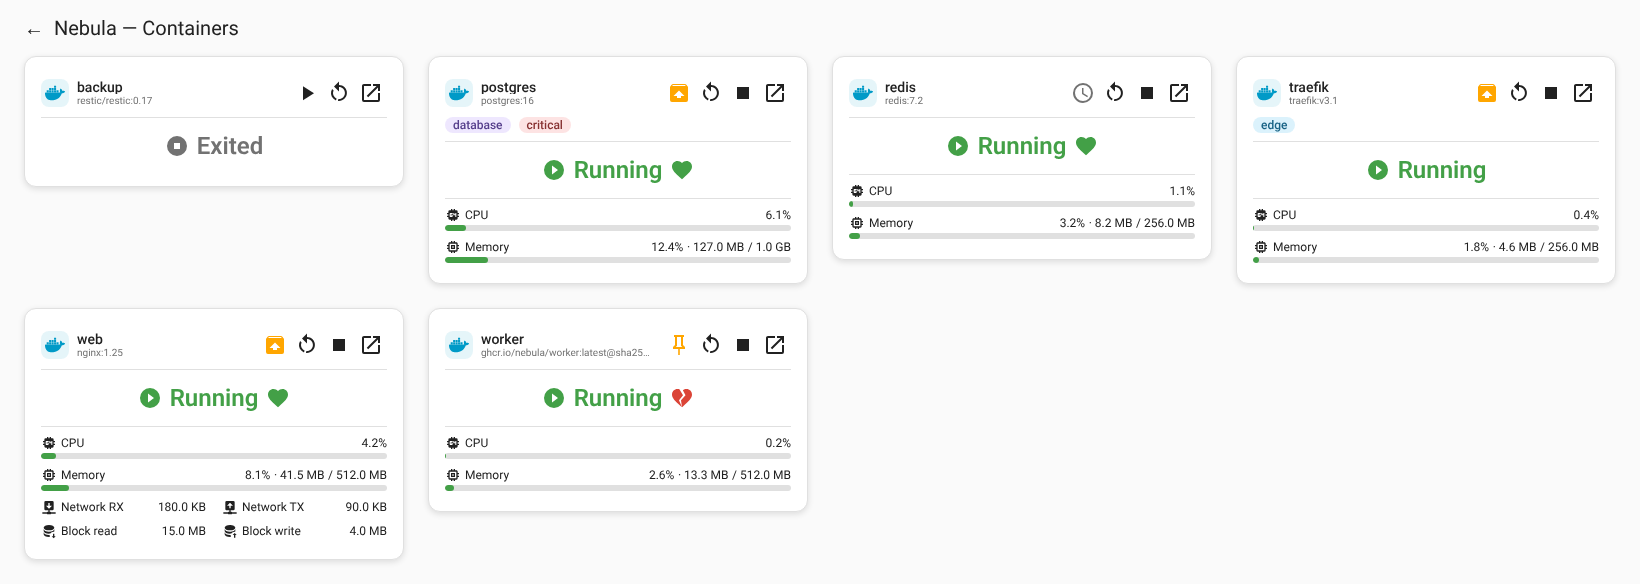 ← Nebula — Containers
backup
restic/restic:0.17
Exited
postgres
postgres:16
database critical
Running
CPU 6.1%
Memory 12.4% · 127.0 MB / 1.0 GB
redis
redis:7.2
Running
CPU 1.1%
Memory 3.2% · 8.2 MB / 256.0 MB
traefik
traefik:v3.1
edge
Running
CPU 0.4%
Memory 1.8% · 4.6 MB / 256.0 MB
web
nginx:1.25
Running
CPU 4.2%
Memory 8.1% · 41.5 MB / 512.0 MB
Network RX 180.0 KB Network TX 90.0 KB
Block read 15.0 MB Block write 4.0 MB
worker
ghcr.io/nebula/worker:latest@sha25…
Running
CPU 0.2%
Memory 2.6% · 13.3 MB / 512.0 MB